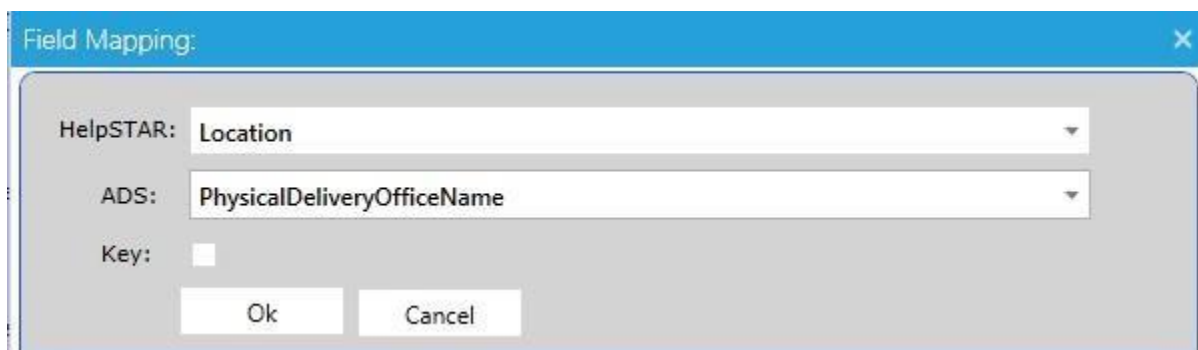 Field Mapping:
HelpSTAR: Location
ADS: PhysicalDeliveryOfficeName
Key:
Ok Cancel